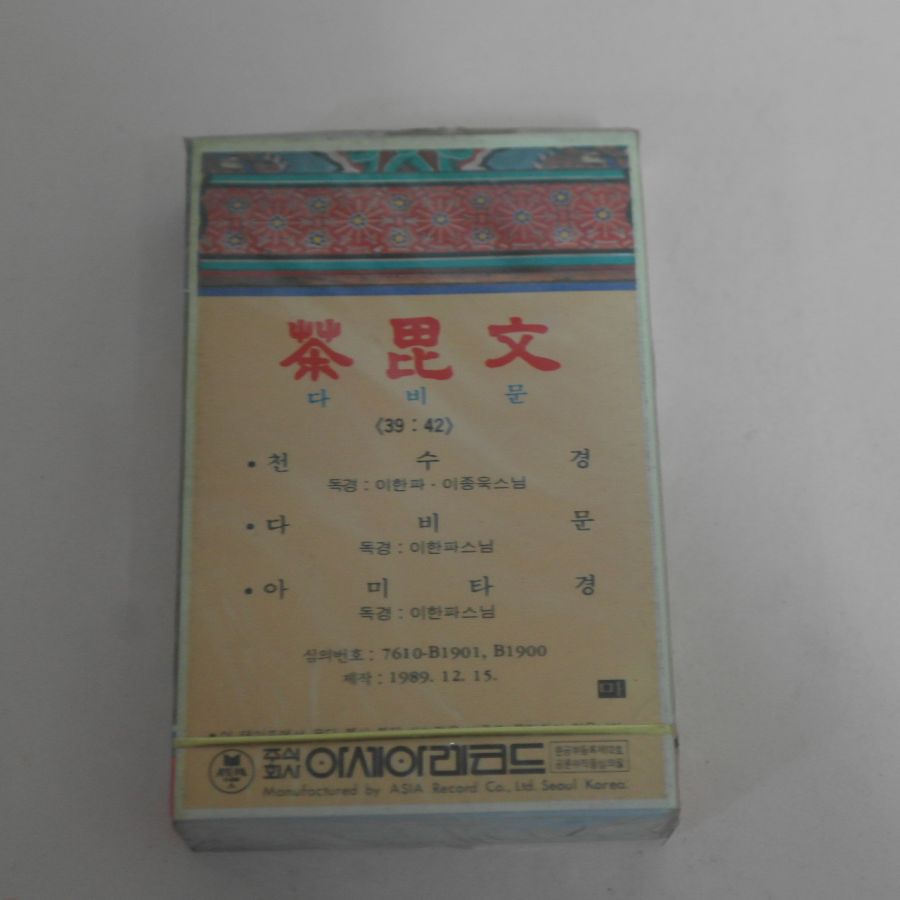 茶毘文
다비문
《39 : 42》
• 천수경
독경 : 이한파 · 이종욱스님
• 다비문
독경 : 이한파스님
• 아미타경
독경 : 이한파스님
심의번호 : 7610-B1901, B1900
제작 : 1989. 12. 15.
미
주식회사 아세아레코드
Manufactured by ASIA Record Co., Ltd. Seoul Korea.